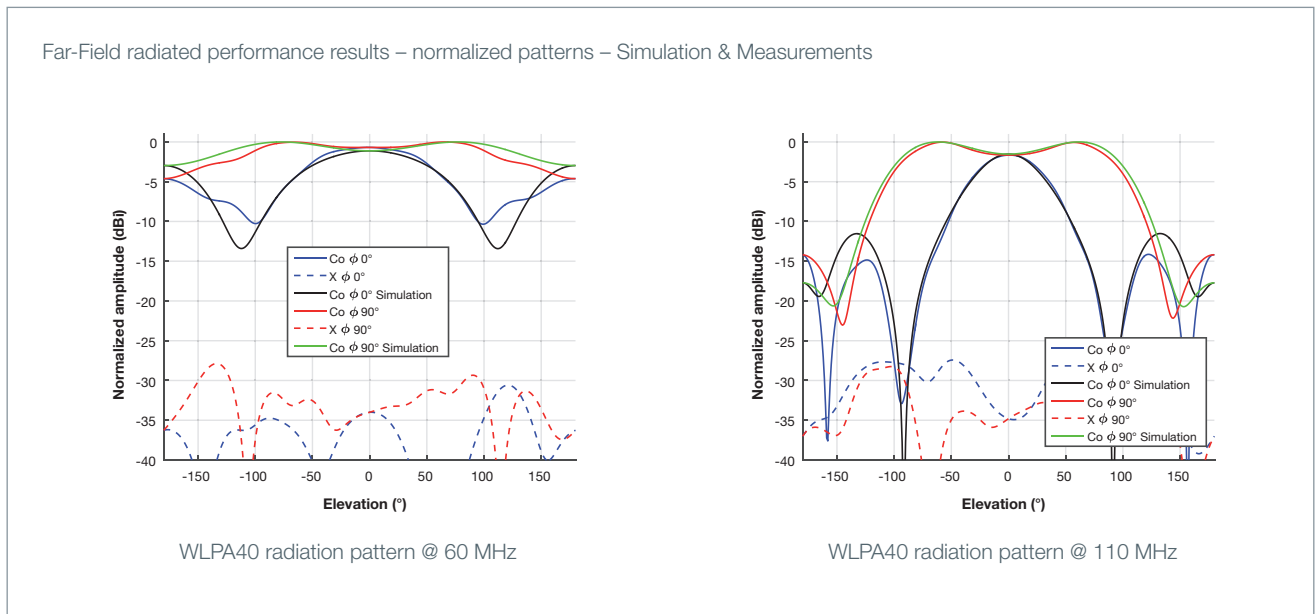 Far-Field radiated performance results – normalized patterns – Simulation & Measurements
Normalized amplitude (dBi)
0
-5
-10
-15
-20
-25
-30
-35
-40
-150
-100
-50
0
50
100
150
Elevation (°)
Co ϕ 0°
X ϕ 0°
Co ϕ 0° Simulation
Co ϕ 90°
X ϕ 90°
Co ϕ 90° Simulation
WLPA40 radiation pattern @ 60 MHz
Normalized amplitude (dBi)
0
-5
-10
-15
-20
-25
-30
-35
-40
-150
-100
-50
0
50
100
150
Elevation (°)
Co ϕ 0°
X ϕ 0°
Co ϕ 0° Simulation
Co ϕ 90°
X ϕ 90°
Co ϕ 90° Simulation
WLPA40 radiation pattern @ 110 MHz